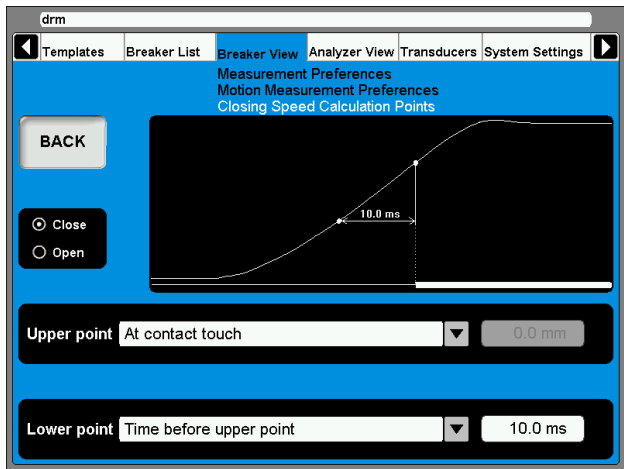 drm
Templates Breaker List Breaker View Analyzer View Transducers System Settings
Measurement Preferences
Motion Measurement Preferences
Closing Speed Calculation Points
BACK
10.0 ms
Close
Open
Upper point At contact touch 0.0 mm
Lower point Time before upper point 10.0 ms